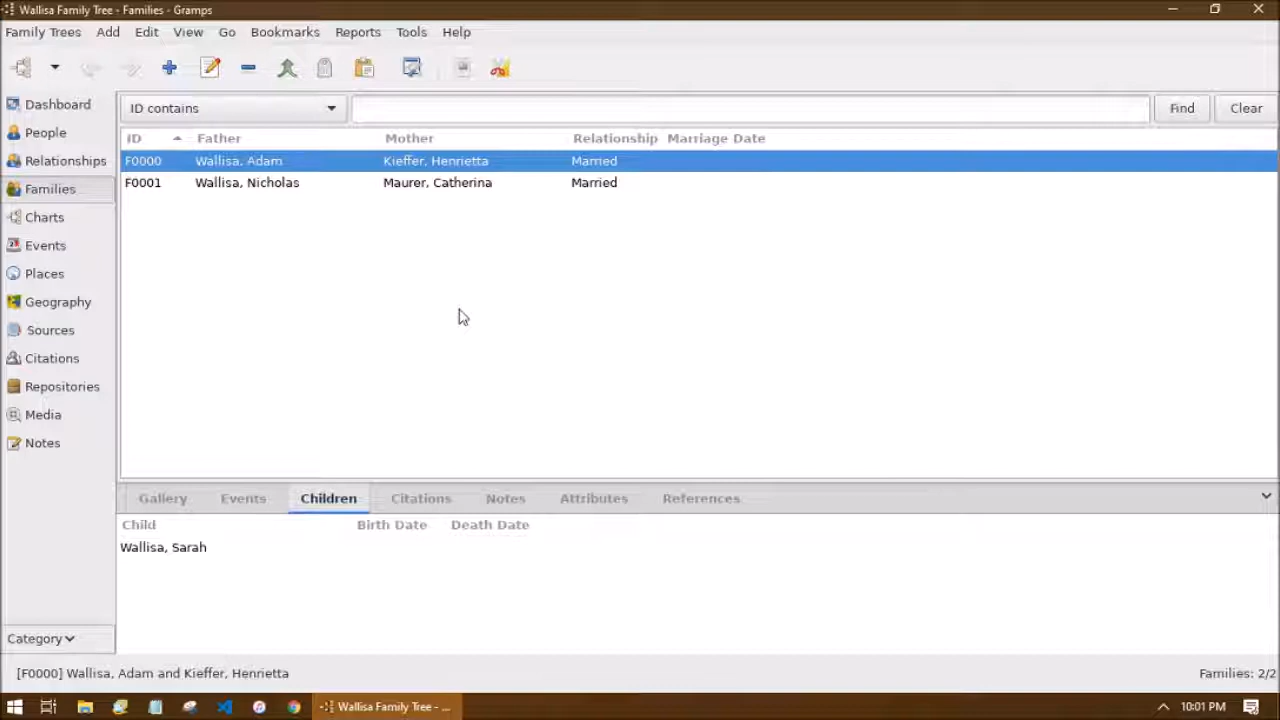 Wallisa Family Tree - Families - Gramps
Family Trees Add Edit View Go Bookmarks Reports Tools Help
Dashboard
People
Relationships
Families
Charts
Events
Places
Geography
Sources
Citations
Repositories
Media
Notes
Category
ID contains Find Clear
ID Father Mother Relationship Marriage Date
F0000 Wallisa, Adam Kieffer, Henrietta Married
F0001 Wallisa, Nicholas Maurer, Catherina Married
Gallery Events Children Citations Notes Attributes References
Child Birth Date Death Date
Wallisa, Sarah
[F0000] Wallisa, Adam and Kieffer, Henrietta Families: 2/2
Wallisa Family Tree - ... 10:01 PM